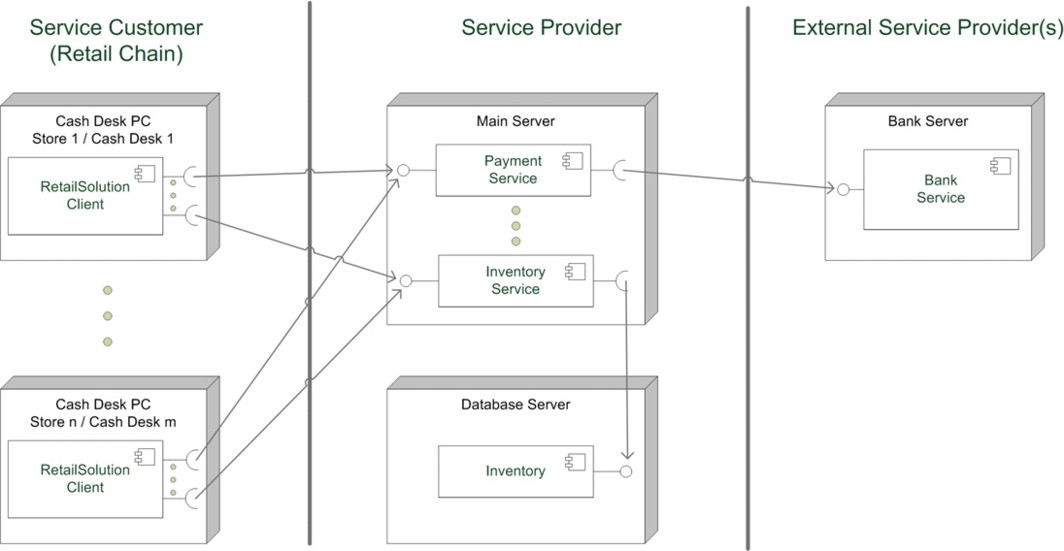 Service Customer
(Retail Chain)
Service Provider
External Service Provider(s)
Cash Desk PC
Store 1 / Cash Desk 1
RetailSolution
Client
Main Server
Payment
Service
Inventory
Service
Bank Server
Bank
Service
Cash Desk PC
Store n / Cash Desk m
RetailSolution
Client
Database Server
Inventory